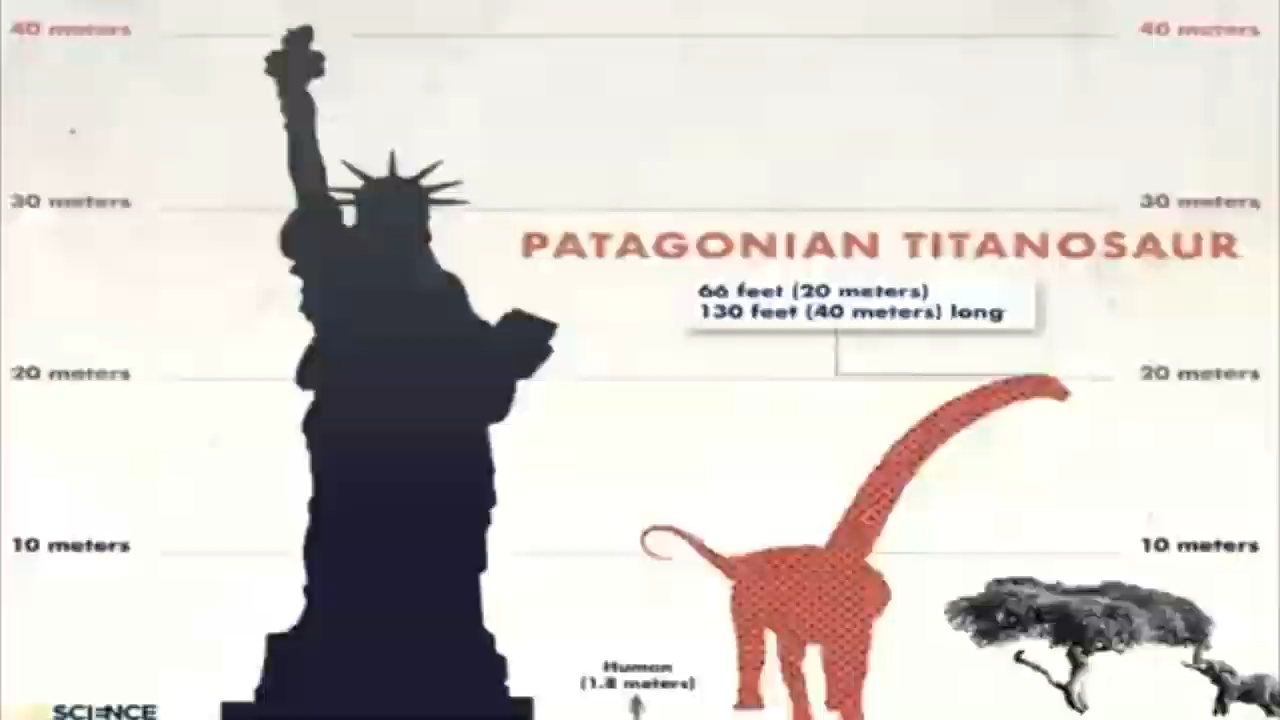 40 meters
40 meters
30 meters
30 meters
PATAGONIAN TITANOSAUR
66 feet (20 meters)
130 feet (40 meters) long
20 meters
20 meters
10 meters
10 meters
Human
(1.8 meters)
SCIENCE